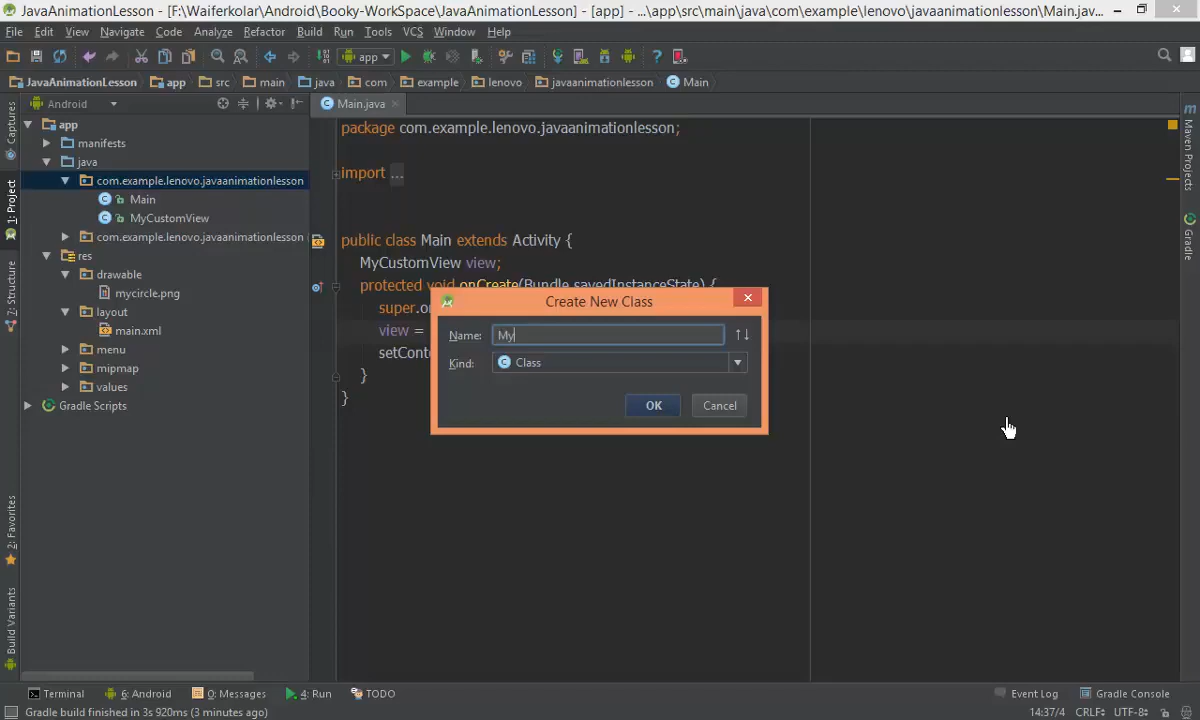 JavaAnimationLesson - [F:\Waiferkolar\Android\Booky-WorkSpace\JavaAnimationLesson] - [app] - ...\app\src\main\java\com\example\lenovo\javaanimationlesson\Main.jav...
File Edit View Navigate Code Analyze Refactor Build Run Tools VCS Window Help
app
JavaAnimationLesson app src main java com example lenovo javaanimationlesson Main
Android
Main.java
Captures
1: Project
2: Structure
2: Favorites
Build Variants
app
manifests
java
com.example.lenovo.javaanimationlesson
Main
MyCustomView
com.example.lenovo.javaanimationlesson
res
drawable
mycircle.png
layout
main.xml
menu
mipmap
values
Gradle Scripts
package com.example.lenovo.javaanimationlesson;
import ...
public class Main extends Activity {
MyCustomView view;
protected void onCreate(Bundle savedInstanceState) {
super.on
view =
setConte
}
}
Create New Class
Name: My
Kind: Class
OK Cancel
Maven Projects
Gradle
Terminal 6: Android 0: Messages 4: Run TODO Event Log Gradle Console
Gradle build finished in 3s 920ms (3 minutes ago) 14:37/4 CRLF UTF-8